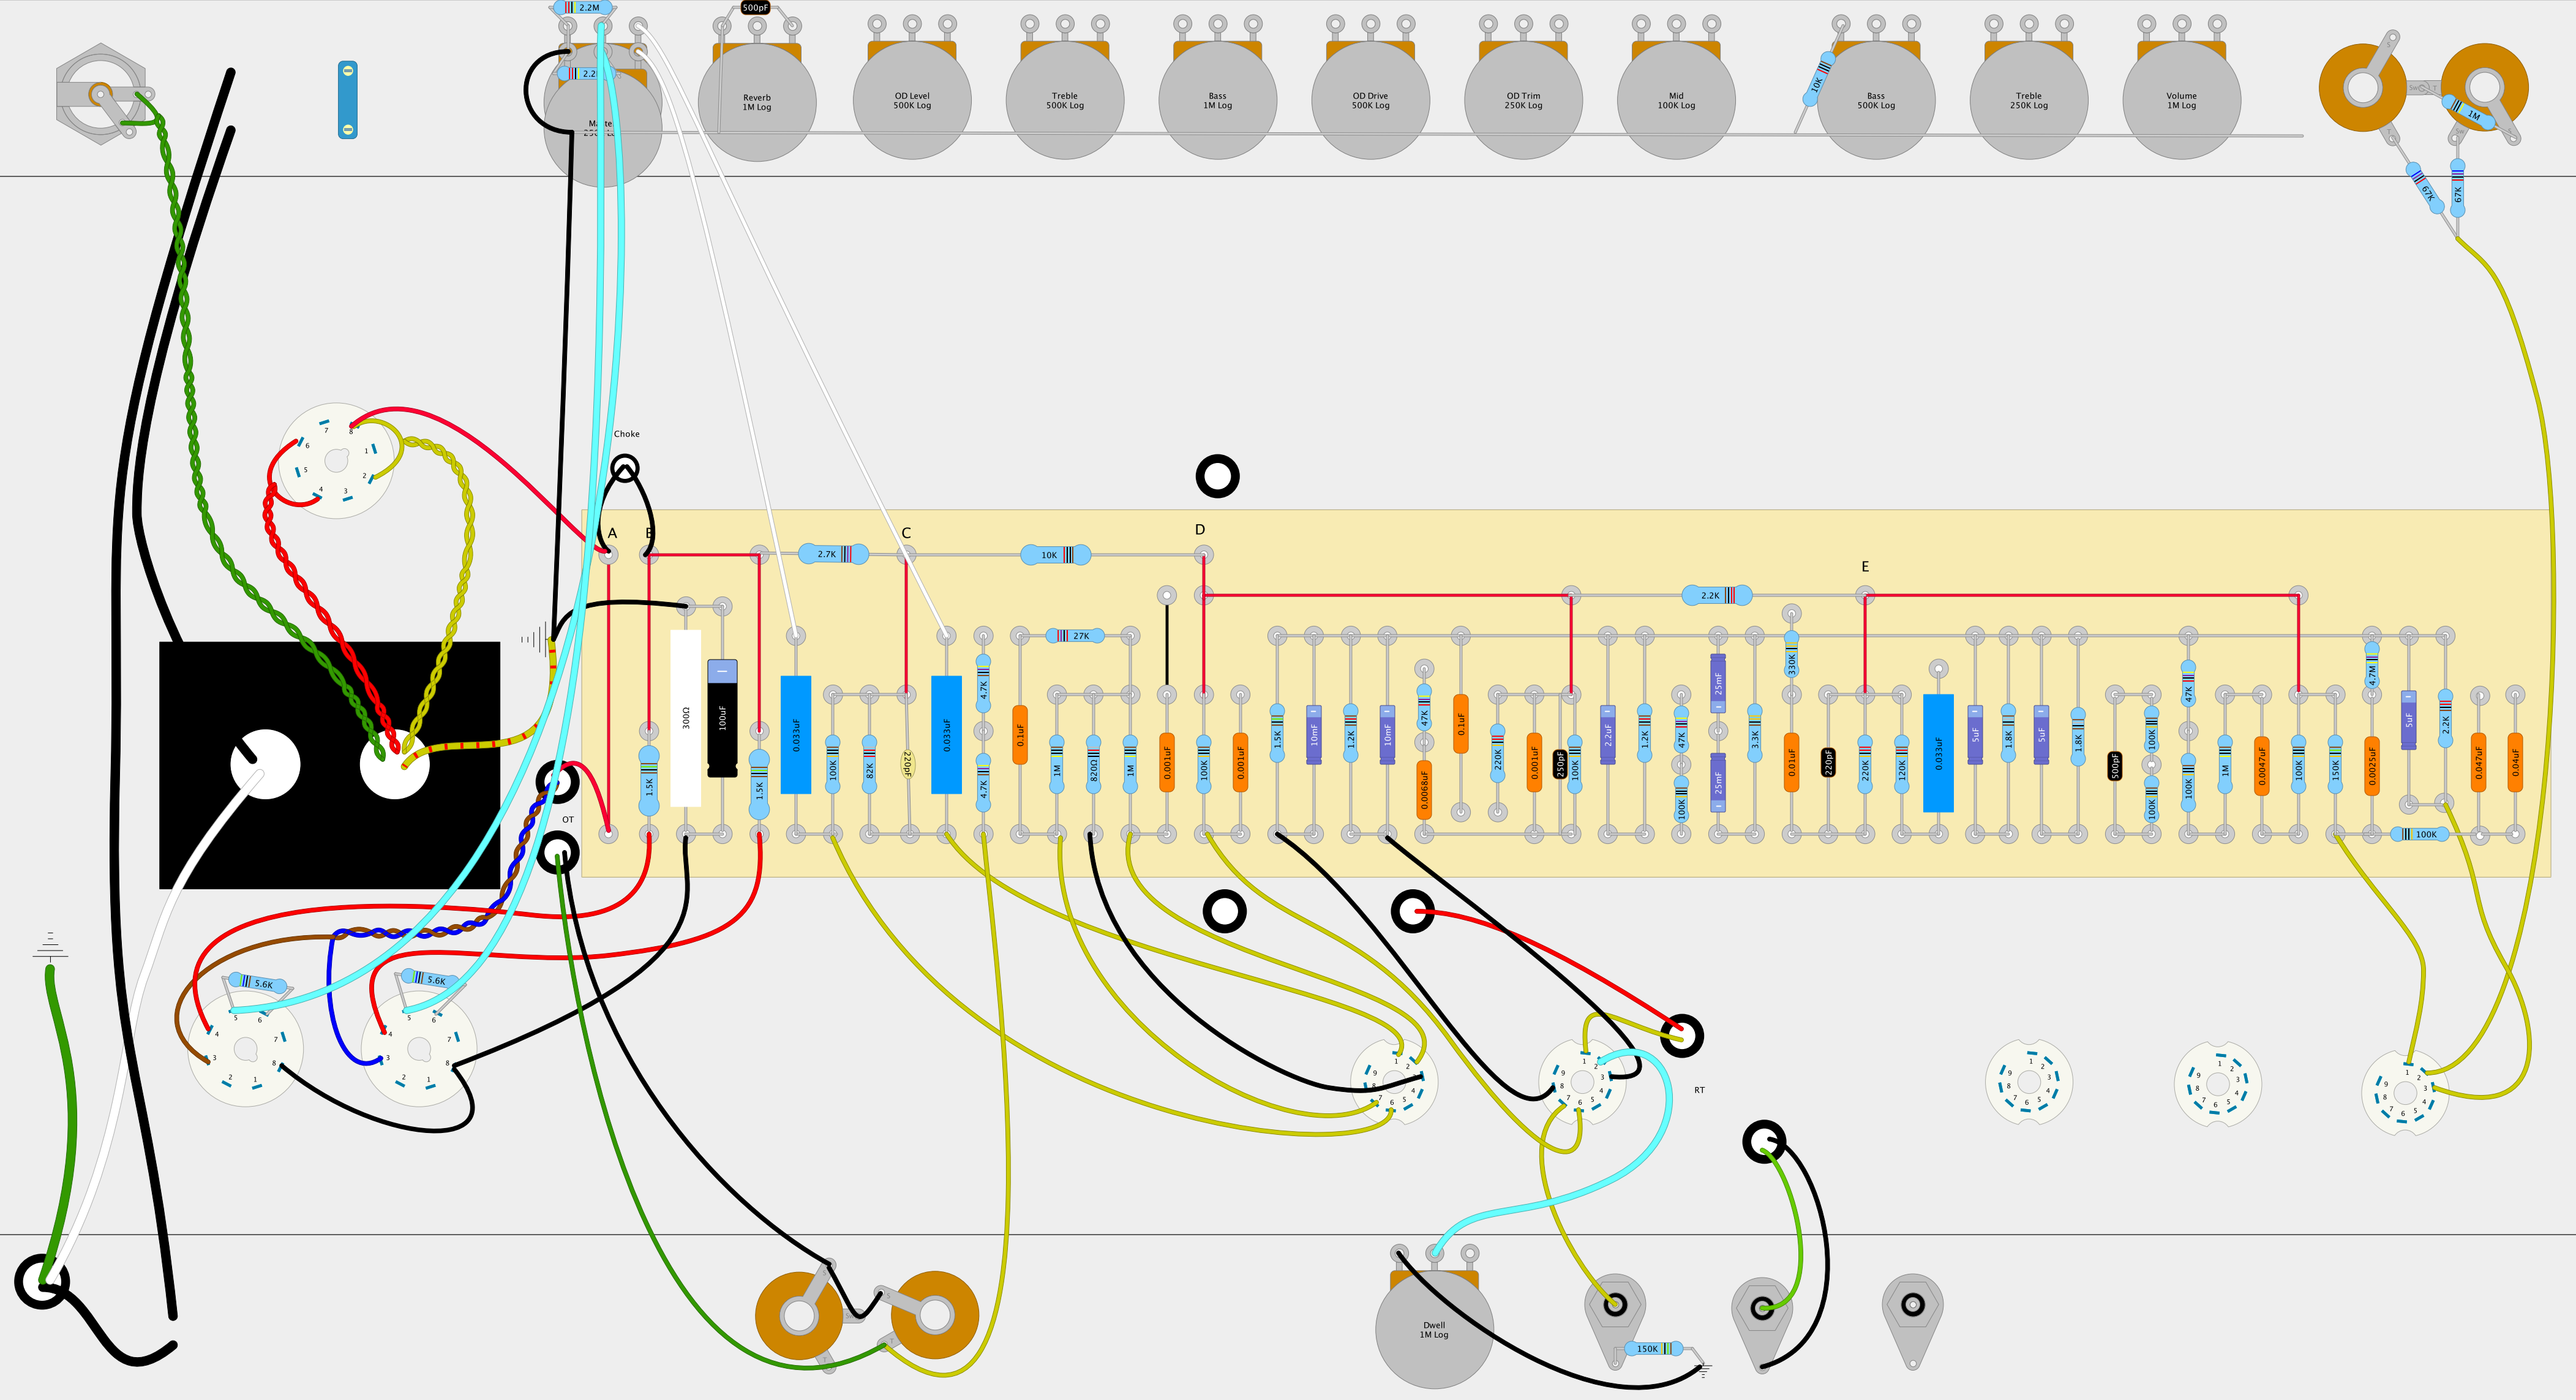 2.2M
500pF
2.2
Reverb
1M Log
OD Level
500K Log
Treble
500K Log
Bass
1M Log
OD Drive
500K Log
OD Trim
250K Log
Mid
100K Log
10K
Bass
500K Log
Treble
250K Log
Volume
1M Log
1M
67K
67K
Choke
A
B
C
D
E
2.7K
10K
2.2K
27K
1.5K
300Ω
100uF
1.5K
0.033uF
100K
82K
220pF
0.033uF
4.7K
4.7K
0.1uF
1M
820Ω
1M
0.001uF
100K
0.001uF
1.5K
10mF
1.2K
10mF
47K
0.0068uF
0.1uF
220K
0.001uF
250pF
100K
2.2uF
1.2K
47K
100K
25mF
25mF
3.3K
330K
0.01uF
220pF
220K
120K
0.033uF
5uF
1.8K
5uF
1.8K
500pF
100K
100K
47K
100K
1M
0.0047uF
100K
150K
4.7M
0.0025uF
5uF
2.2K
100K
0.047uF
0.04uF
OT
5.6K
5.6K
RT
Dwell
1M Log
150K